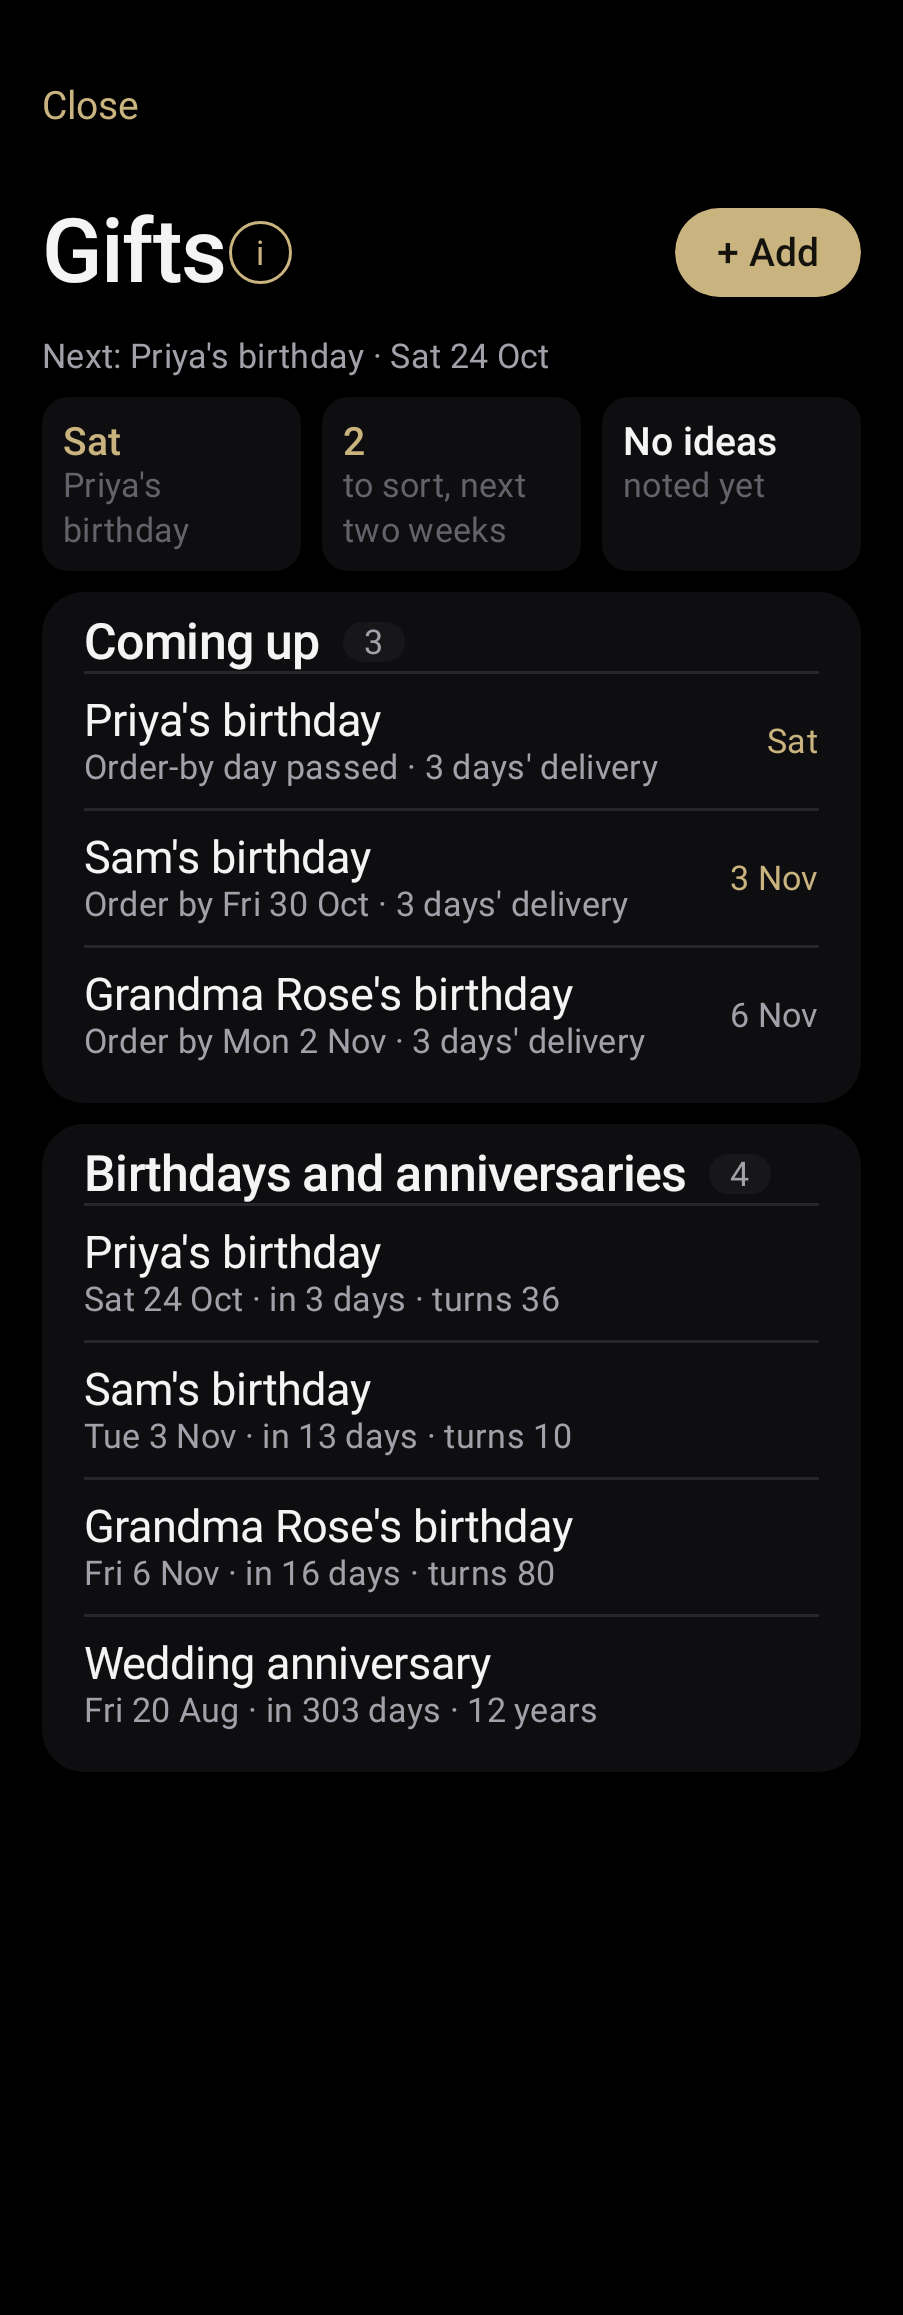 Close
Gifts i
+ Add
Next: Priya's birthday · Sat 24 Oct
Sat
Priya's
birthday
2
to sort, next
two weeks
No ideas
noted yet
Coming up 3
Priya's birthday
Order-by day passed · 3 days' delivery
Sat
Sam's birthday
Order by Fri 30 Oct · 3 days' delivery
3 Nov
Grandma Rose's birthday
Order by Mon 2 Nov · 3 days' delivery
6 Nov
Birthdays and anniversaries 4
Priya's birthday
Sat 24 Oct · in 3 days · turns 36
Sam's birthday
Tue 3 Nov · in 13 days · turns 10
Grandma Rose's birthday
Fri 6 Nov · in 16 days · turns 80
Wedding anniversary
Fri 20 Aug · in 303 days · 12 years